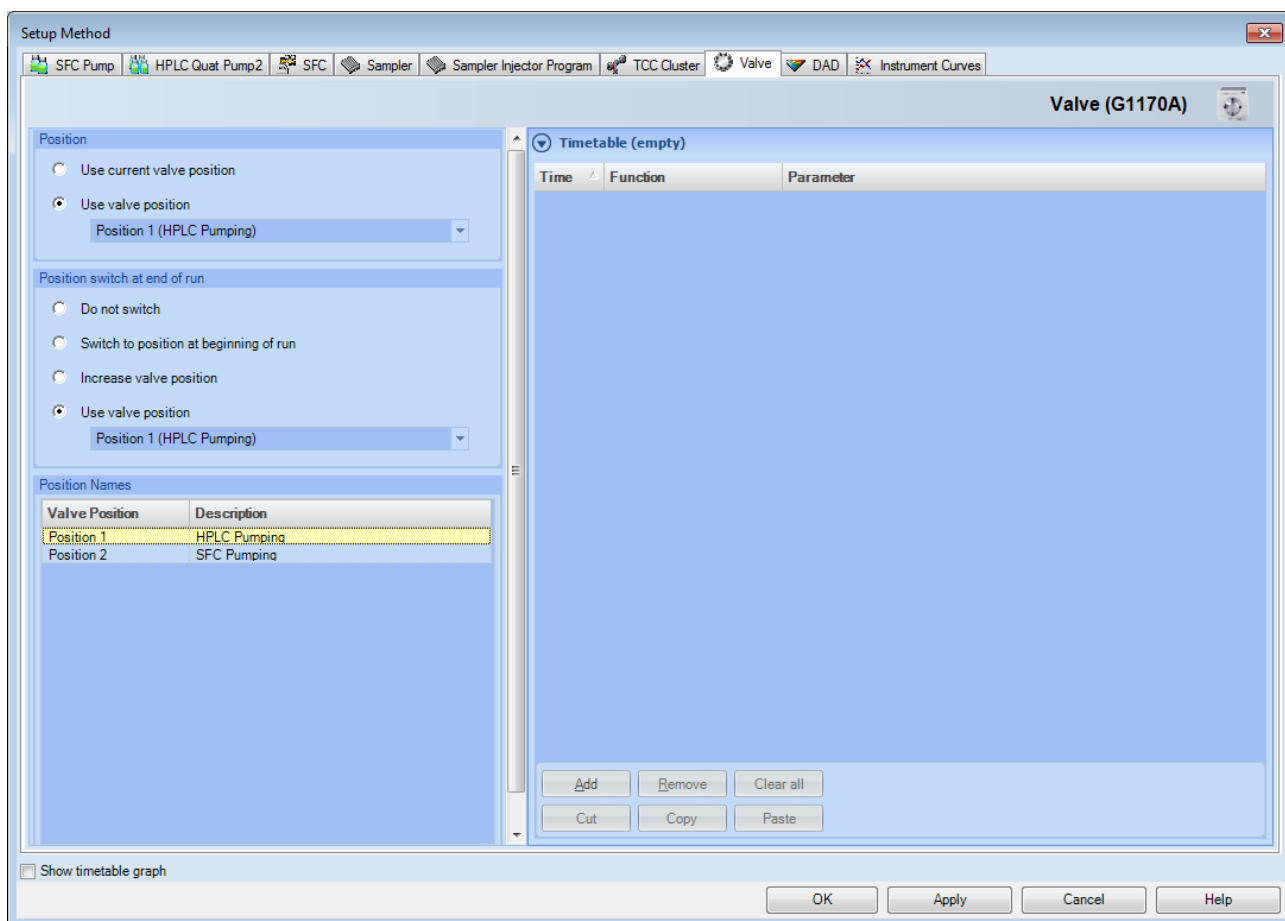 Setup Method
SFC Pump HPLC Quat Pump2 SFC Sampler Sampler Injector Program TCC Cluster Valve DAD Instrument Curves
Valve (G1170A)
Position
Use current valve position
Use valve position
Position 1 (HPLC Pumping)
Position switch at end of run
Do not switch
Switch to position at beginning of run
Increase valve position
Use valve position
Position 1 (HPLC Pumping)
Position Names
Valve Position Description
Position 1 HPLC Pumping
Position 2 SFC Pumping
Timetable (empty)
Time Function Parameter
Add Remove Clear all
Cut Copy Paste
Show timetable graph
OK Apply Cancel Help